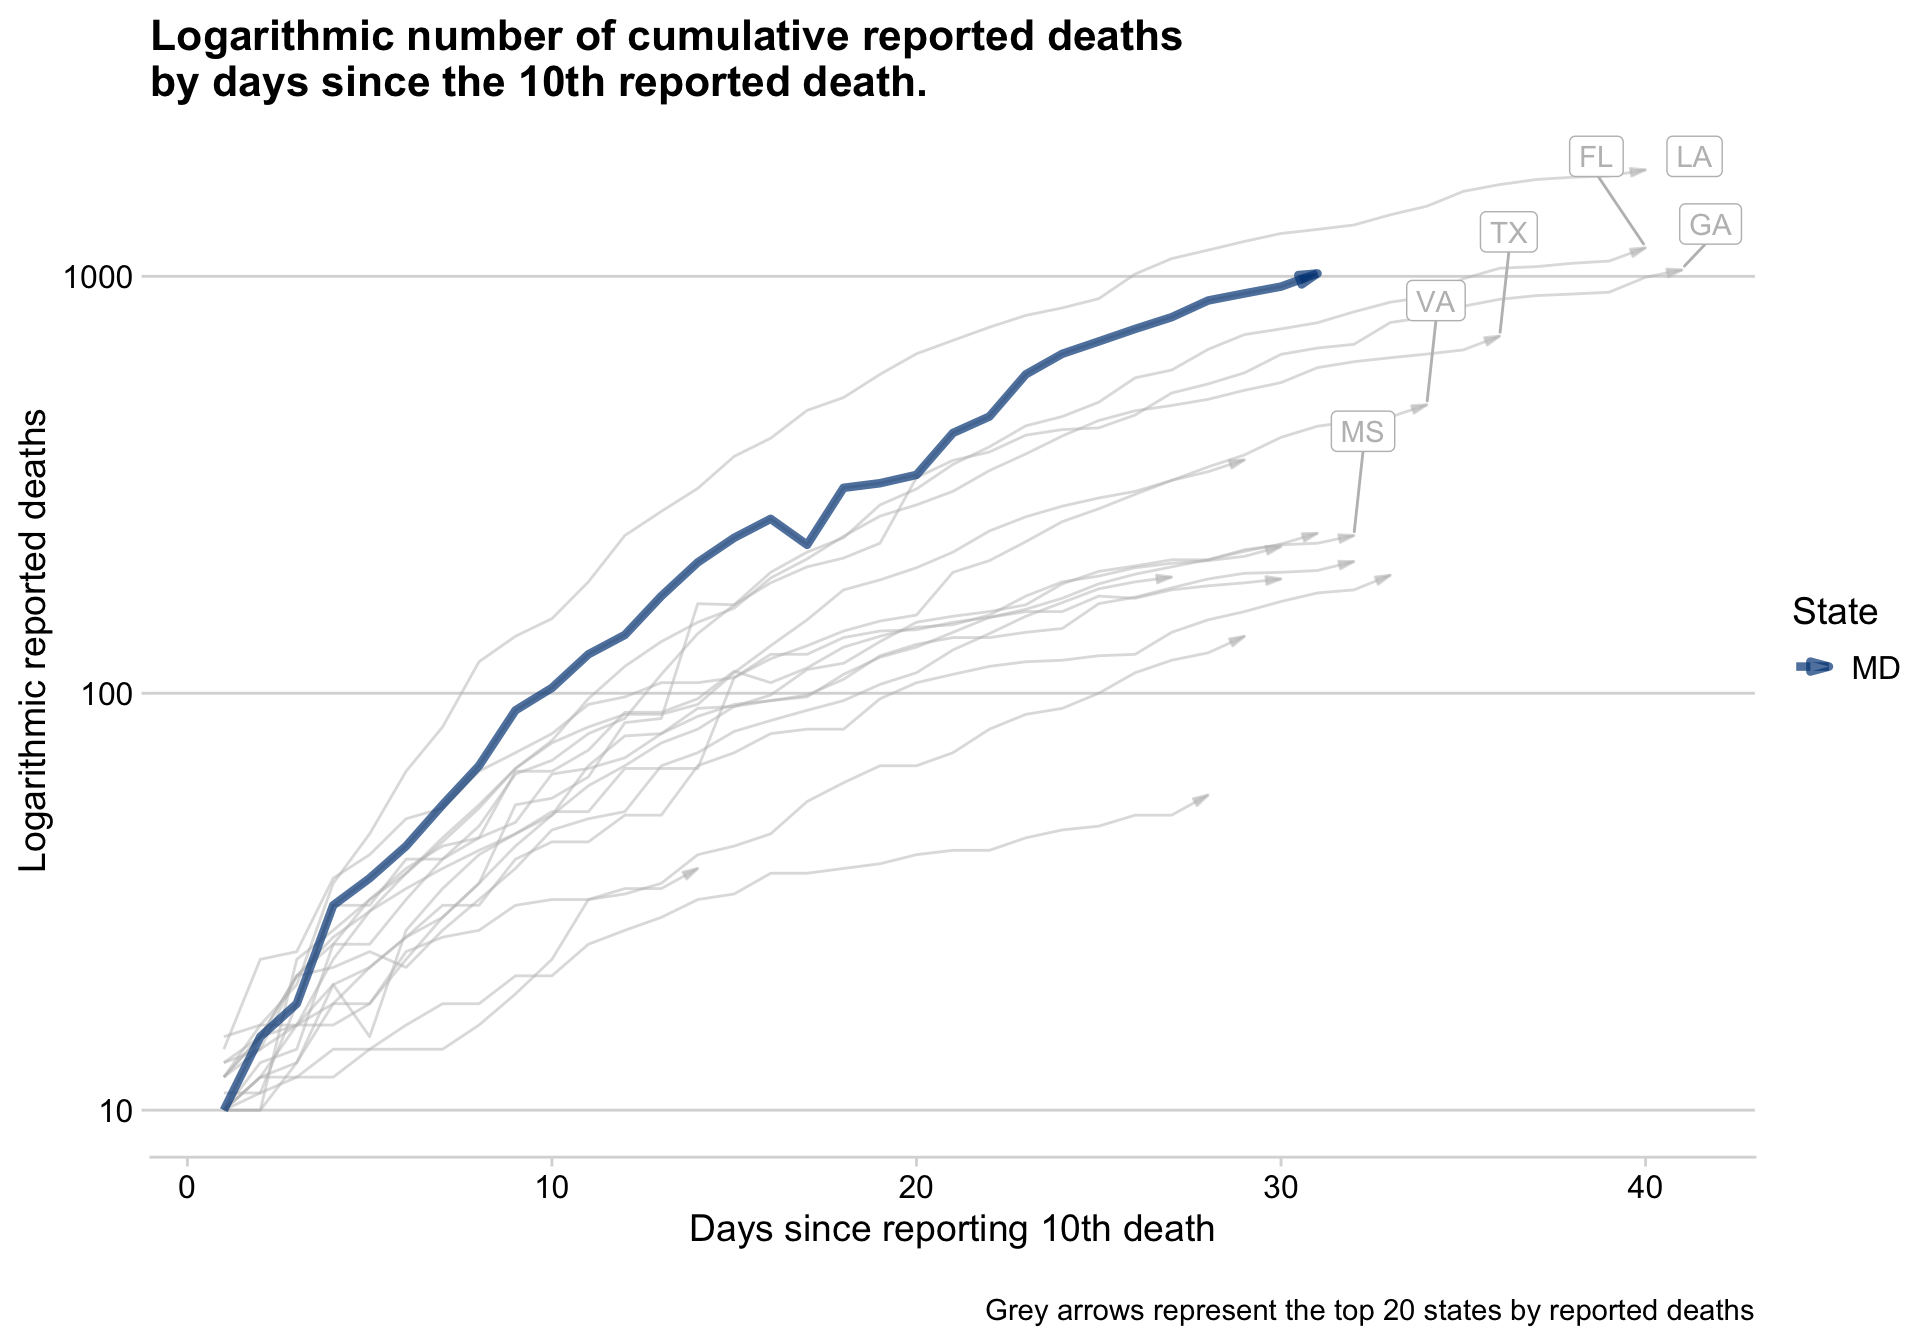 Logarithmic number of cumulative reported deaths
by days since the 10th reported death.
FL
LA
GA
TX
VA
MS
1000
100
10
Logarithmic reported deaths
0
10
20
30
40
Days since reporting 10th death
State
MD
Grey arrows represent the top 20 states by reported deaths